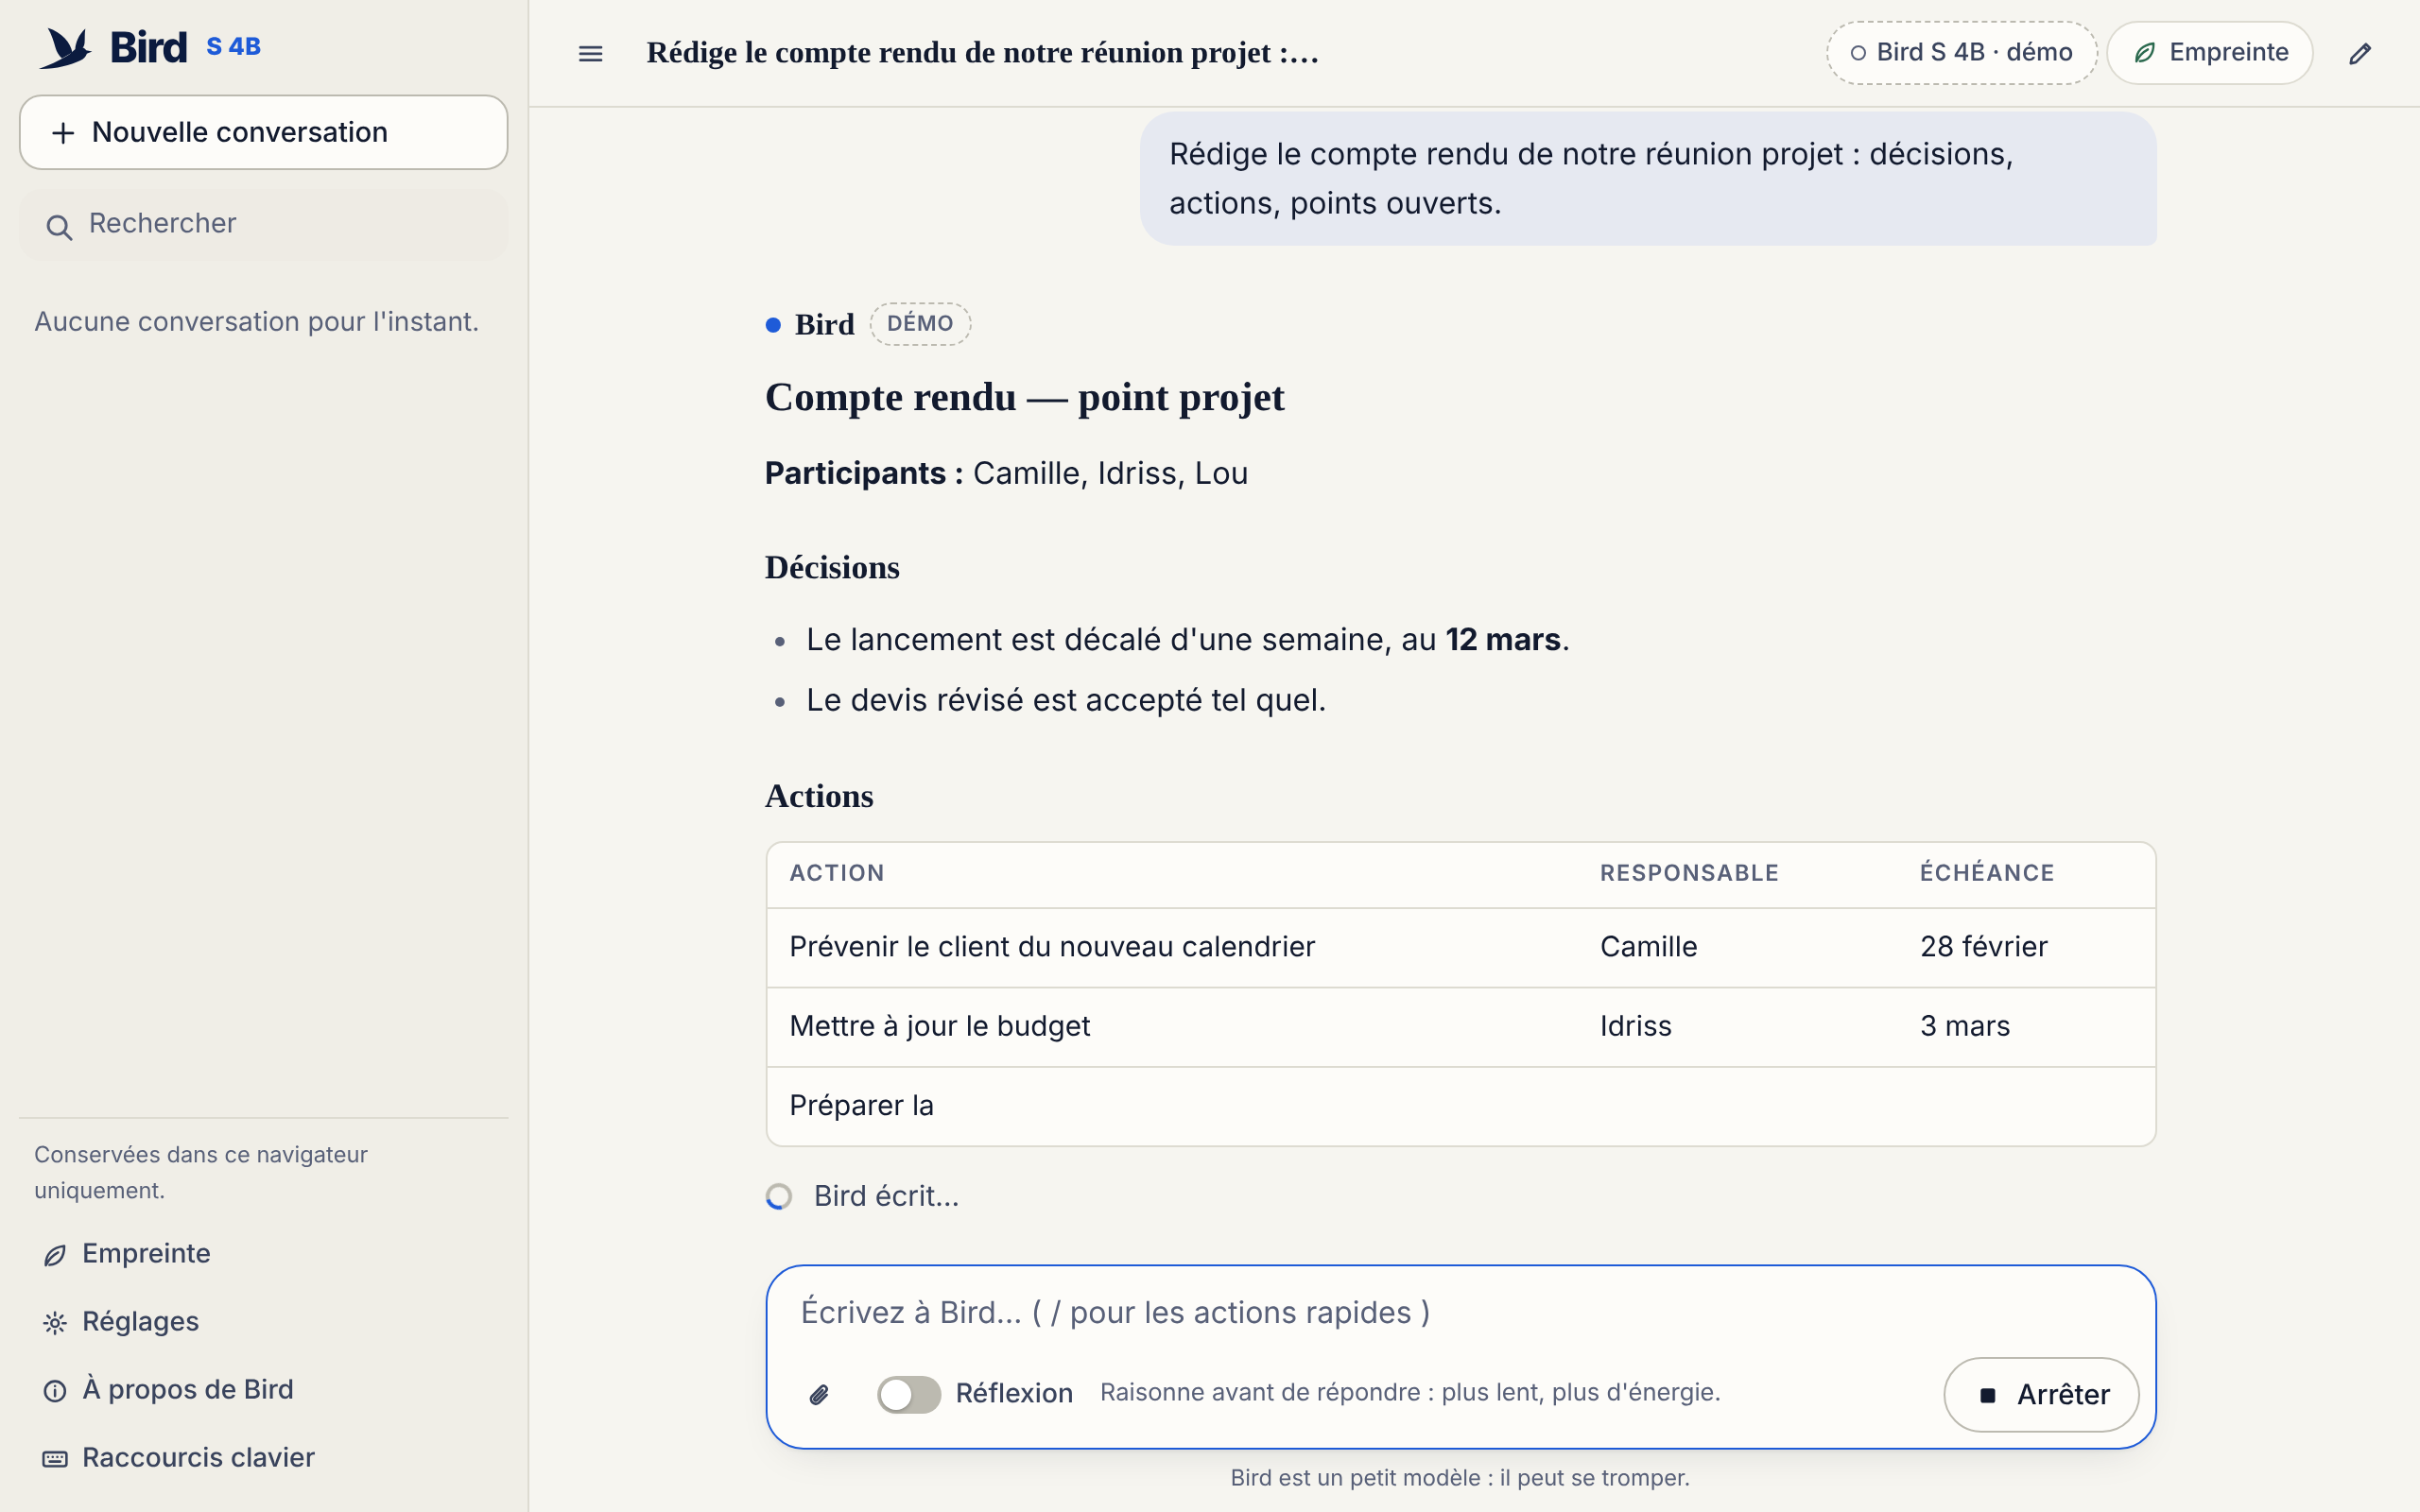 Bird S 4B
Nouvelle conversation
Rechercher
Aucune conversation pour l'instant.
Conservées dans ce navigateur
uniquement.
Empreinte
Réglages
À propos de Bird
Raccourcis clavier
Rédige le compte rendu de notre réunion projet :…
Bird S 4B · démo
Empreinte
Rédige le compte rendu de notre réunion projet : décisions,
actions, points ouverts.
Bird DÉMO
Compte rendu — point projet
Participants : Camille, Idriss, Lou
Décisions
• Le lancement est décalé d'une semaine, au 12 mars.
• Le devis révisé est accepté tel quel.
Actions
ACTION RESPONSABLE ÉCHÉANCE
Prévenir le client du nouveau calendrier Camille 28 février
Mettre à jour le budget Idriss 3 mars
Préparer la
Bird écrit…
Écrivez à Bird… ( / pour les actions rapides )
Réflexion Raisonne avant de répondre : plus lent, plus d'énergie.
Arrêter
Bird est un petit modèle : il peut se tromper.